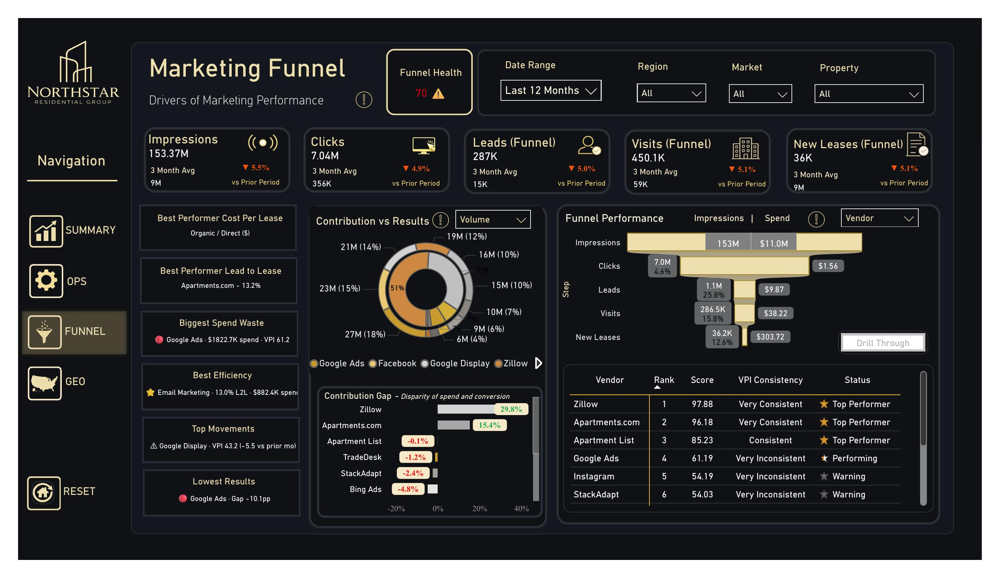 NORTHSTAR
RESIDENTIAL GROUP
Navigation
SUMMARY
OPS
FUNNEL
GEO
RESET
Marketing Funnel
Drivers of Marketing Performance
Funnel Health
70
Date Range
Last 12 Months
Region
All
Market
All
Property
All
Impressions
153.37M
3 Month Avg
9M
▼ 5.5%
vs Prior Period
Clicks
7.04M
3 Month Avg
356K
▼ 4.9%
vs Prior Period
Leads (Funnel)
287K
3 Month Avg
15K
▼ 5.0%
vs Prior Period
Visits (Funnel)
450.1K
3 Month Avg
59K
▼ 5.1%
vs Prior Period
New Leases (Funnel)
36K
3 Month Avg
9M
▼ 5.1%
vs Prior Period
Best Performer Cost Per Lease
Organic / Direct ($)
Best Performer Lead to Lease
Apartments.com - 13.2%
Biggest Spend Waste
Google Ads · $1822.7K spend · VPI 61.2
Best Efficiency
Email Marketing · 13.0% L2L · $882.4K spen
Top Movements
Google Display · VPI 43.2 (-5.5 vs prior mo)
Lowest Results
Google Ads · Gap -10.1pp
Contribution vs Results
Volume
19M (12%)
21M (14%)
16M (10%)
33%
15M (10%)
23M (15%)
51%
10M (7%)
7%
7%
9M (6%)
27M (18%)
6M (4%)
Google Ads Facebook Google Display Zillow
Contribution Gap - Disparity of spend and conversion
Zillow 29.8%
Apartments.com 15.4%
Apartment List -0.1%
TradeDesk -1.2%
StackAdapt -2.4%
Bing Ads -4.8%
-20% 0% 20% 40%
Funnel Performance
Impressions | Spend
Vendor
Step
Impressions 153M $11.0M
Clicks 7.0M 4.6% $1.56
Leads 1.1M 25.8% $9.87
Visits 286.5K 15.8% $38.22
New Leases 36.2K 12.6% $303.72
Drill Through
Vendor Rank Score VPI Consistency Status
Zillow 1 97.88 Very Consistent Top Performer
Apartments.com 2 96.18 Very Consistent Top Performer
Apartment List 3 85.23 Consistent Top Performer
Google Ads 4 61.19 Very Inconsistent Performing
Instagram 5 54.19 Very Inconsistent Warning
StackAdapt 6 54.03 Very Inconsistent Warning